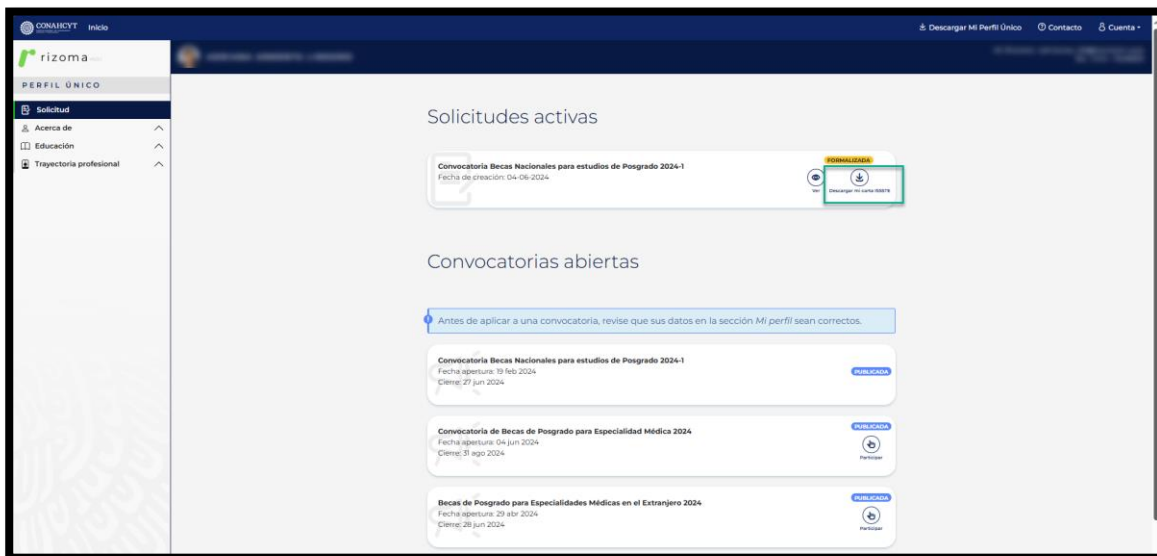 CONAHCYT Inicio
Descargar Mi Perfil Único Contacto Cuenta
rizoma
PERFIL ÚNICO
Solicitud
Acerca de
Educación
Trayectoria profesional
Solicitudes activas
Convocatoria Becas Nacionales para estudios de Posgrado 2024-1
Fecha de creación: 04-06-2024
FORMALIZADA
Ver
Descargar mi carta
Convocatorias abiertas
Antes de aplicar a una convocatoria, revise que sus datos en la sección Mi perfil sean correctos.
Convocatoria Becas Nacionales para estudios de Posgrado 2024-1
Fecha apertura: 19 feb 2024
Cierre: 27 jun 2024
PUBLICADA
Convocatoria de Becas de Posgrado para Especialidad Médica 2024
Fecha apertura: 04 jun 2024
Cierre: 31 ago 2024
PUBLICADA
Participar
Becas de Posgrado para Especialidades Médicas en el Extranjero 2024
Fecha apertura: 29 abr 2024
Cierre: 28 jun 2024
PUBLICADA
Participar